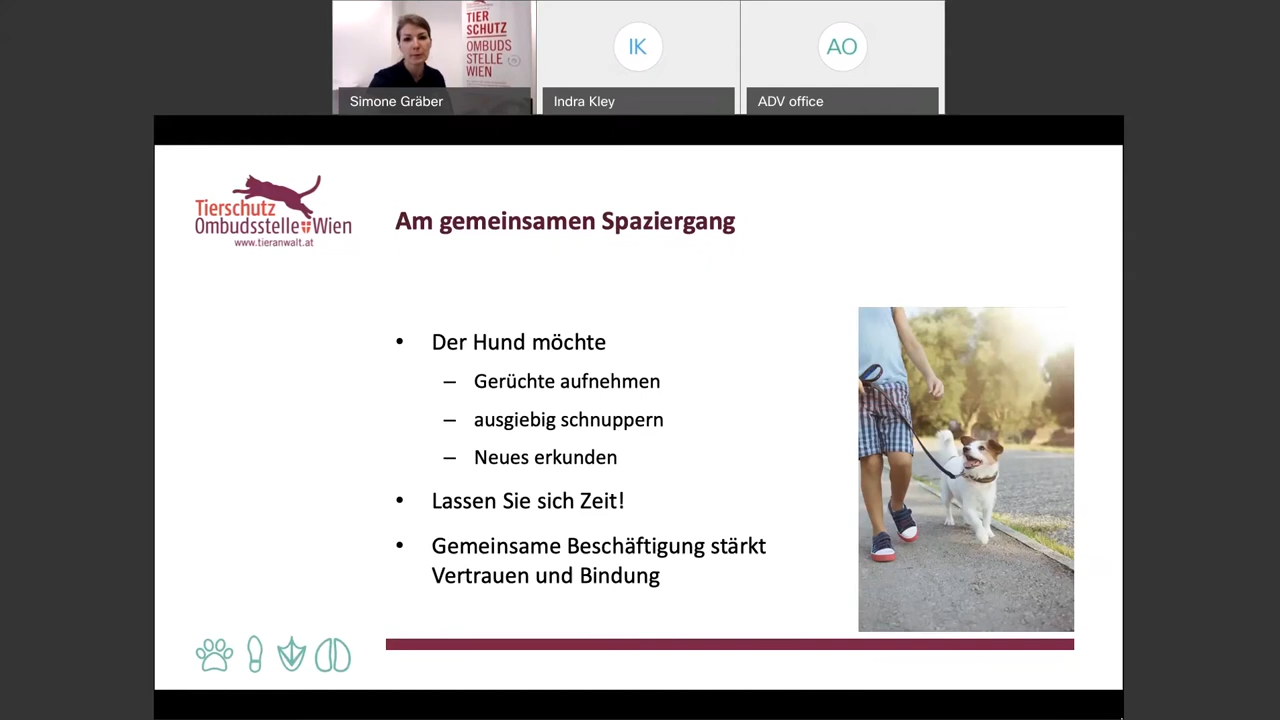 TIER
SCHUTZ
OMBUDS
STELLE
WIEN
IK
AO
Simone Gräber
Indra Kley
ADV office
Tierschutz
Ombudsstelle Wien
www.tieranwalt.at
Am gemeinsamen Spaziergang
• Der Hund möchte
– Gerüchte aufnehmen
– ausgiebig schnuppern
– Neues erkunden
• Lassen Sie sich Zeit!
• Gemeinsame Beschäftigung stärkt
Vertrauen und Bindung